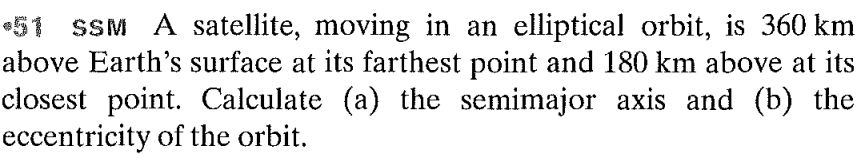 •51 SSM A satellite, moving in an elliptical orbit, is 360 km
above Earth's surface at its farthest point and 180 km above at its
closest point. Calculate (a) the semimajor axis and (b) the
eccentricity of the orbit.